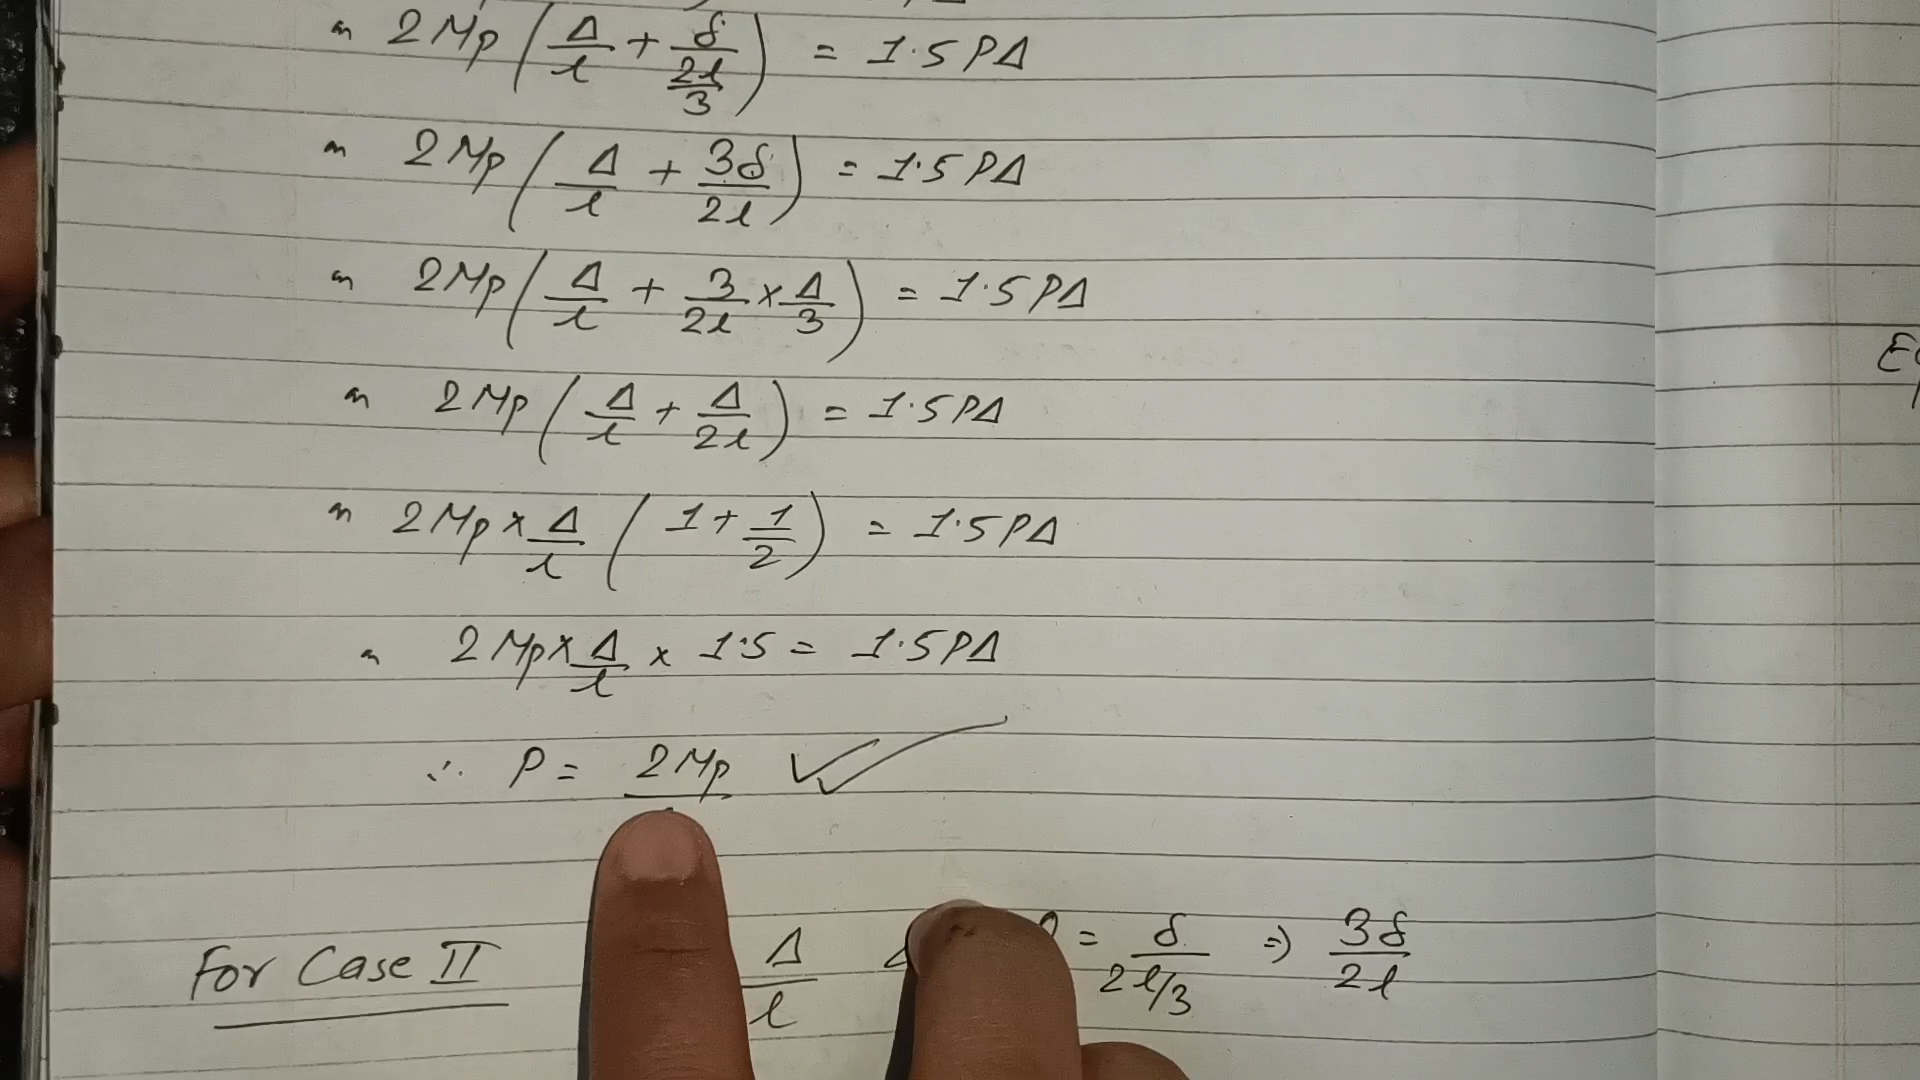 n 2Mp (Δ/l + δ/(2l/3)) = 1.5PΔ
n 2Mp (Δ/l + 3δ/2l) = 1.5PΔ
n 2Mp (Δ/l + 3/2l × Δ/3) = 1.5PΔ
n 2Mp (Δ/l + Δ/2l) = 1.5PΔ
n 2Mp × Δ/l (1 + 1/2) = 1.5PΔ
n 2Mp × Δ/l × 1.5 = 1.5PΔ
∴ P = 2Mp
For Case II Δ/l = δ/(2l/3) ⇒ 3δ/2l